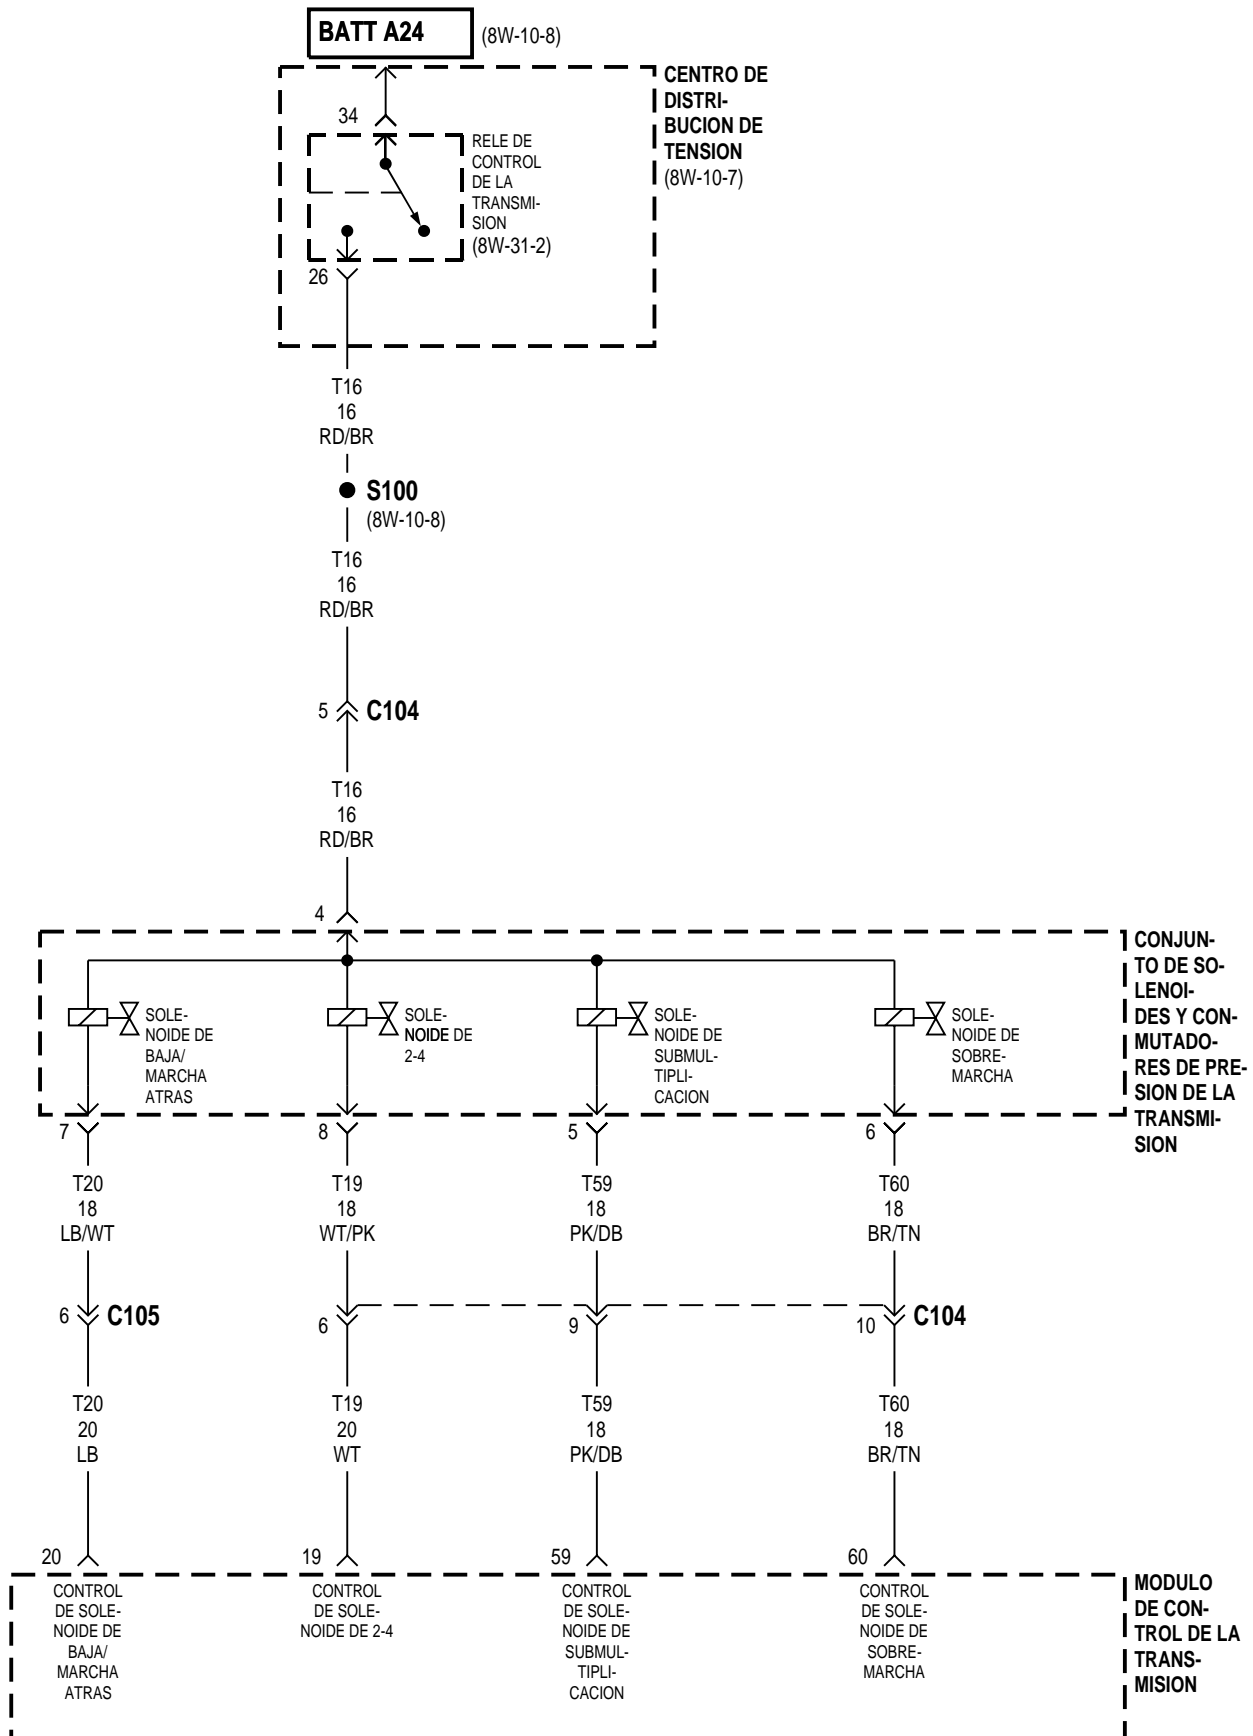 BATT A24
(8W-10-8)
CENTRO DE
DISTRI-
BUCION DE
TENSION
(8W-10-7)
34
RELE DE
CONTROL
DE LA
TRANSMI-
SION
(8W-31-2)
26
T16
16
RD/BR
S100
(8W-10-8)
T16
16
RD/BR
5
C104
T16
16
RD/BR
4
CONJUN-
TO DE SO-
LENOI-
DES Y CON-
MUTADO-
RES DE PRE-
SION DE LA
TRANSMI-
SION
SOLE-
NOIDE DE
BAJA/
MARCHA
ATRAS
SOLE-
NOIDE DE
2-4
SOLE-
NOIDE DE
SUBMUL-
TIPLI-
CACION
SOLE-
NOIDE DE
SOBRE-
MARCHA
7
8
5
6
T20
18
LB/WT
T19
18
WT/PK
T59
18
PK/DB
T60
18
BR/TN
6
C105
6
9
10
C104
T20
20
LB
T19
20
WT
T59
18
PK/DB
T60
18
BR/TN
20
19
59
60
CONTROL
DE SOLE-
NOIDE DE
BAJA/
MARCHA
ATRAS
CONTROL
DE SOLE-
NOIDE DE 2-4
CONTROL
DE SOLE-
NOIDE DE
SUBMUL-
TIPLI-
CACION
CONTROL
DE SOLE-
NOIDE DE
SOBRE-
MARCHA
MODULO
DE CON-
TROL DE LA
TRANS-
MISION